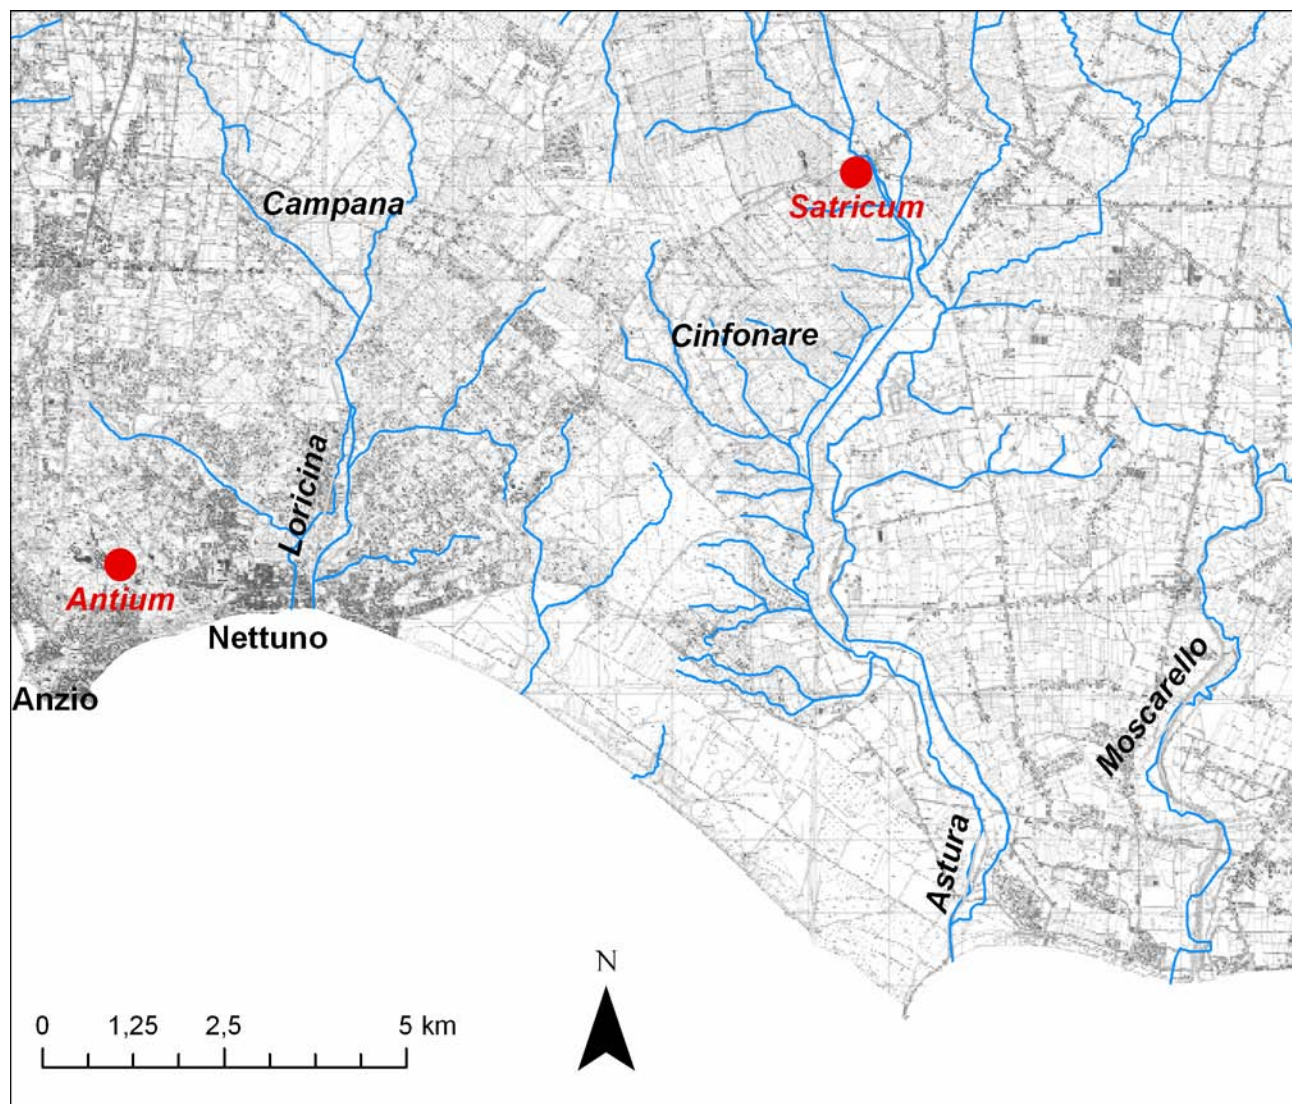 Campana
Satricum
Cinfonare
Loricina
Antium
Nettuno
Moscarello
Anzio
Astura
N
0 1,25 2,5 5 km